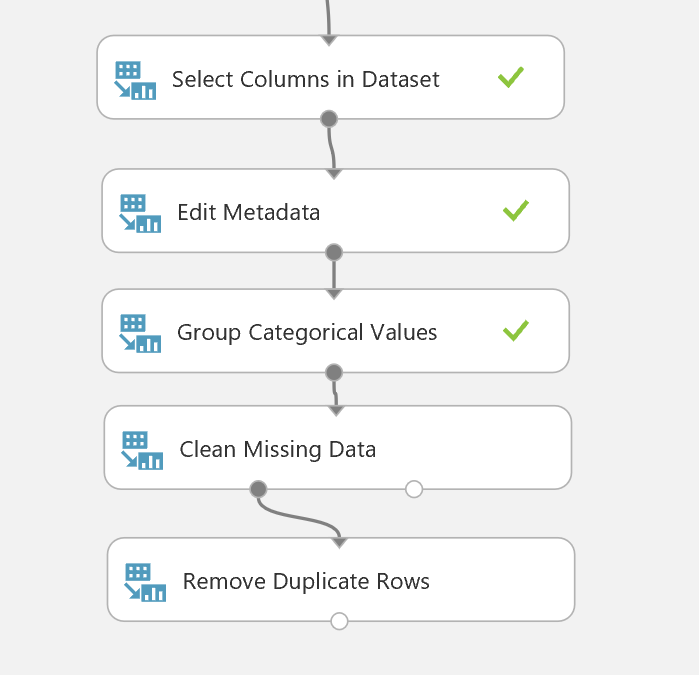 Select Columns in Dataset
Edit Metadata
Group Categorical Values
Clean Missing Data
Remove Duplicate Rows